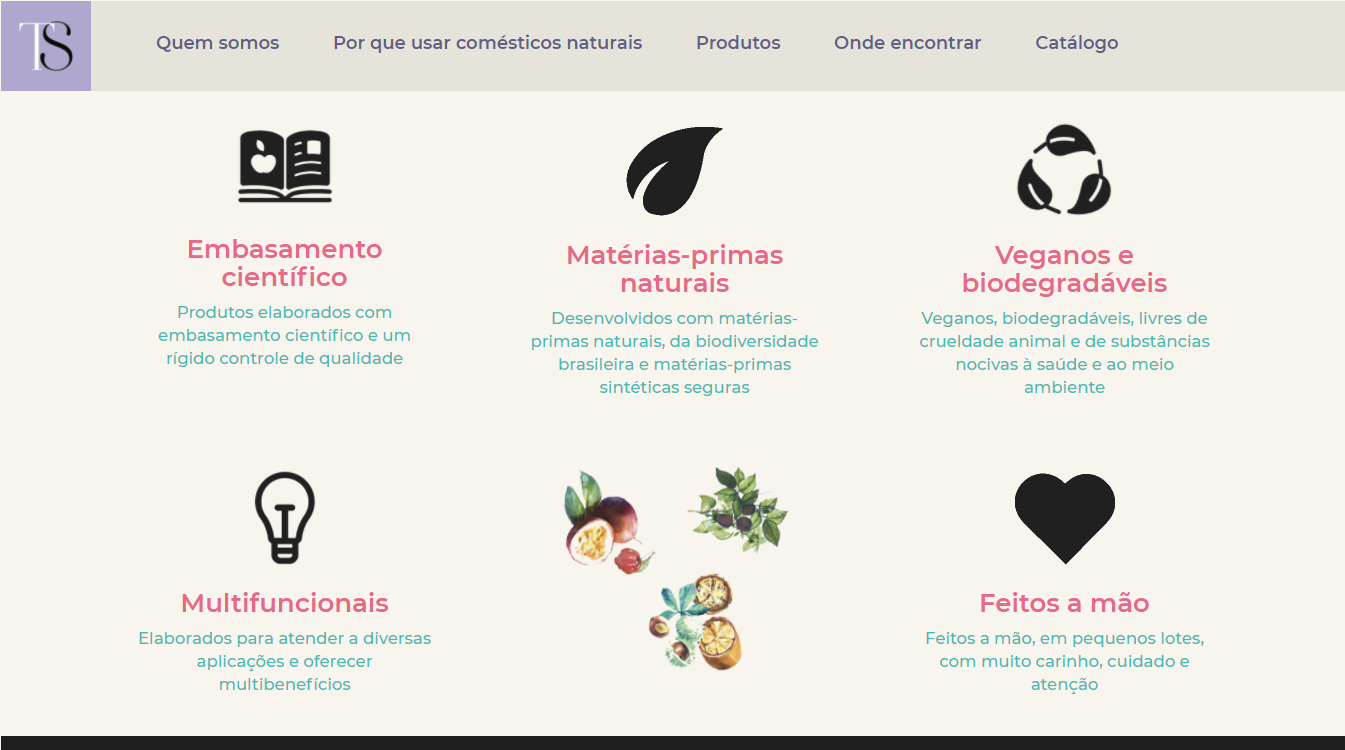 TS
Quem somos
Por que usar comésticos naturais
Produtos
Onde encontrar
Catálogo
Embasamento
científico
Produtos elaborados com
embasamento científico e um
rígido controle de qualidade
Matérias-primas
naturais
Desenvolvidos com matérias-
primas naturais, da biodiversidade
brasileira e matérias-primas
sintéticas seguras
Veganos e
biodegradáveis
Veganos, biodegradáveis, livres de
crueldade animal e de substâncias
nocivas à saúde e ao meio
ambiente
Multifuncionais
Elaborados para atender a diversas
aplicações e oferecer
multibenefícios
Feitos a mão
Feitos a mão, em pequenos lotes,
com muito carinho, cuidado e
atenção